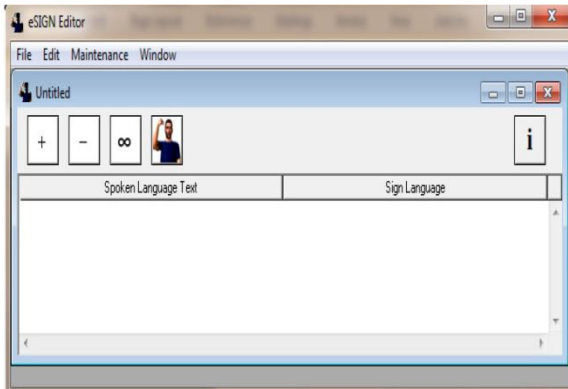 eSIGN Editor
File Edit Maintenance Window
Untitled
+ - ∞ i
Spoken Language Text Sign Language